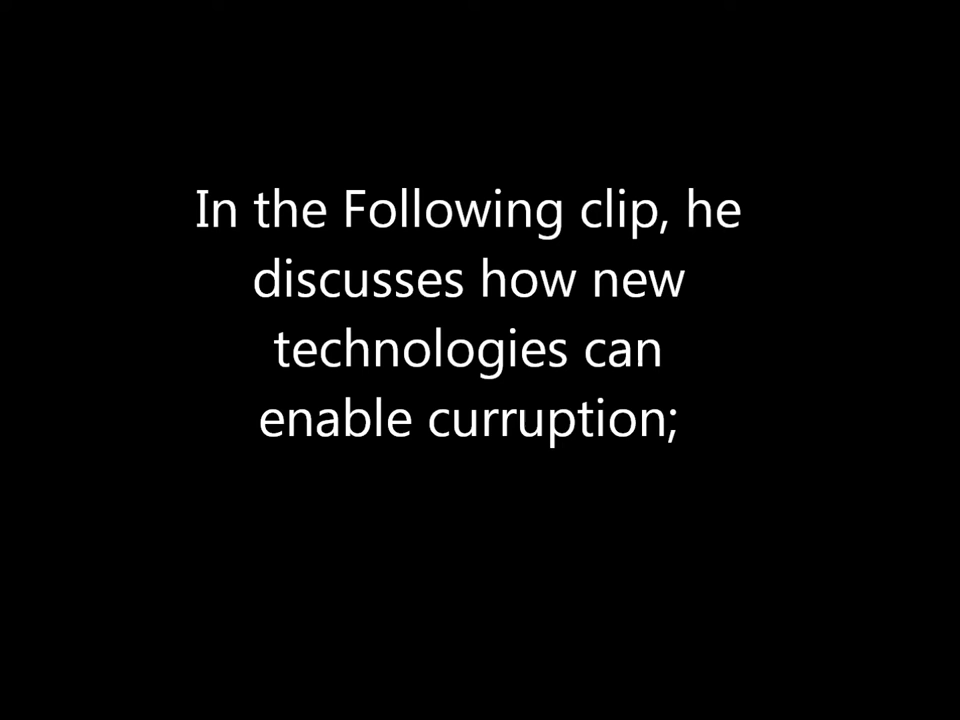 In the Following clip, he
discusses how new
technologies can
enable curruption;